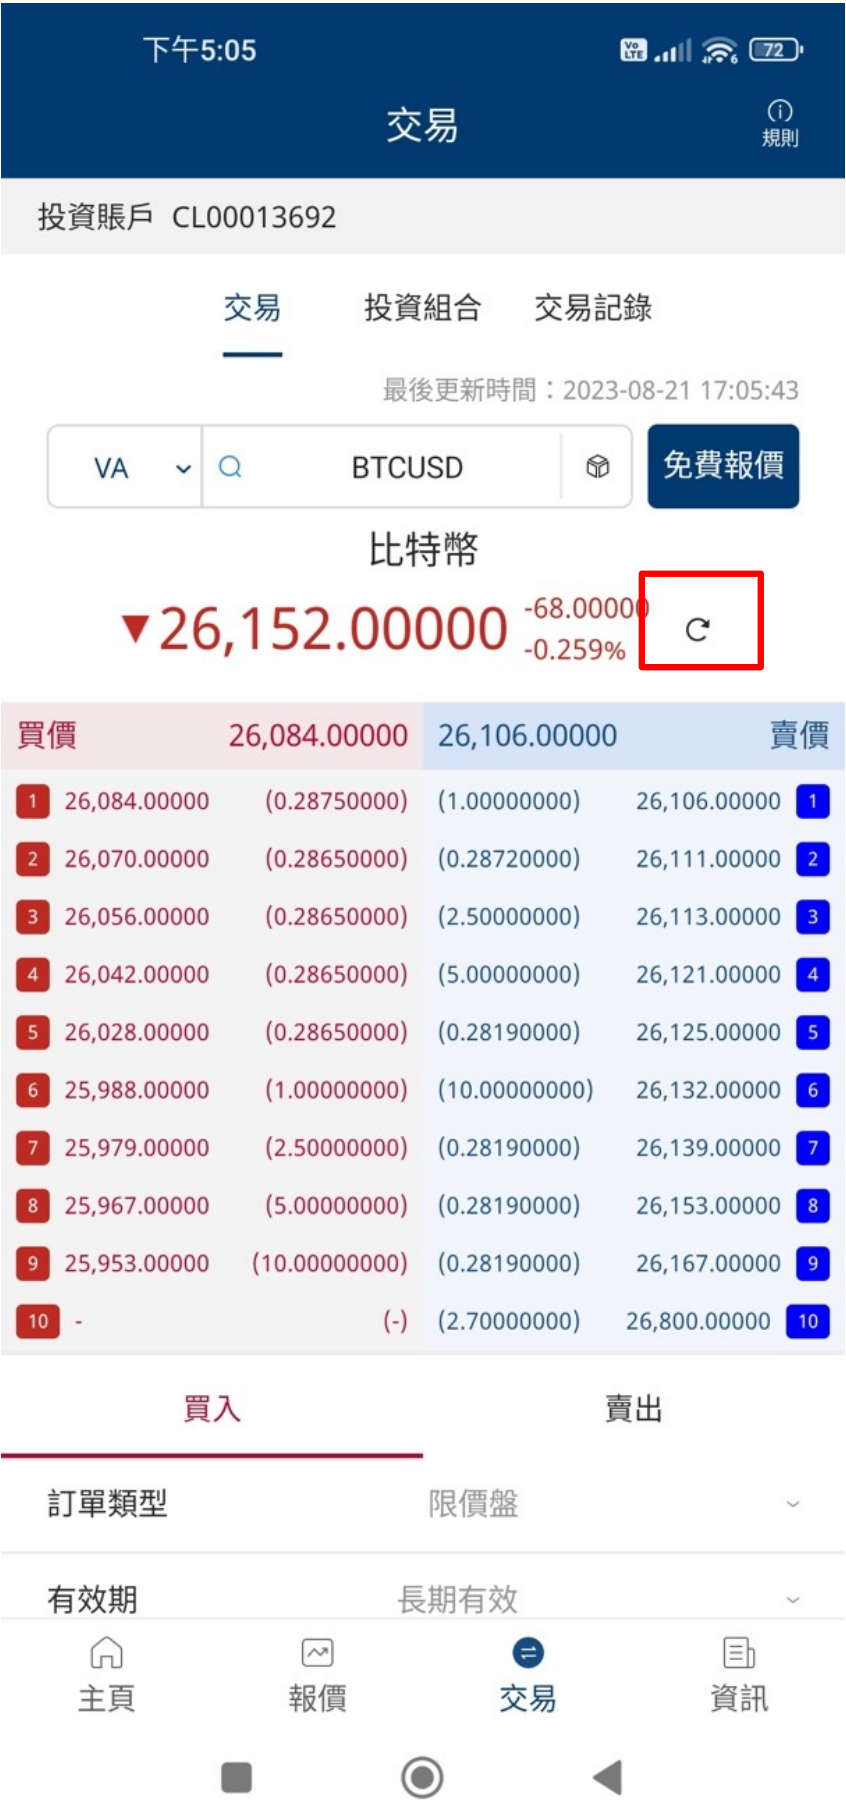 下午5:05 Vo LTE 6 72
交易
規則
投資賬戶 CL00013692
交易 投資組合 交易記錄
最後更新時間：2023-08-21 17:05:43
VA BTCUSD 免費報價
比特幣
▼26,152.00000 -68.00000
-0.259%
買價 26,084.00000 26,106.00000 賣價
1 26,084.00000 (0.28750000) (1.00000000) 26,106.00000 1
2 26,070.00000 (0.28650000) (0.28720000) 26,111.00000 2
3 26,056.00000 (0.28650000) (2.50000000) 26,113.00000 3
4 26,042.00000 (0.28650000) (5.00000000) 26,121.00000 4
5 26,028.00000 (0.28650000) (0.28190000) 26,125.00000 5
6 25,988.00000 (1.00000000) (10.00000000) 26,132.00000 6
7 25,979.00000 (2.50000000) (0.28190000) 26,139.00000 7
8 25,967.00000 (5.00000000) (0.28190000) 26,153.00000 8
9 25,953.00000 (10.00000000) (0.28190000) 26,167.00000 9
10 - (-) (2.70000000) 26,800.00000 10
買入 賣出
訂單類型 限價盤
有效期 長期有效
主頁 報價 交易 資訊